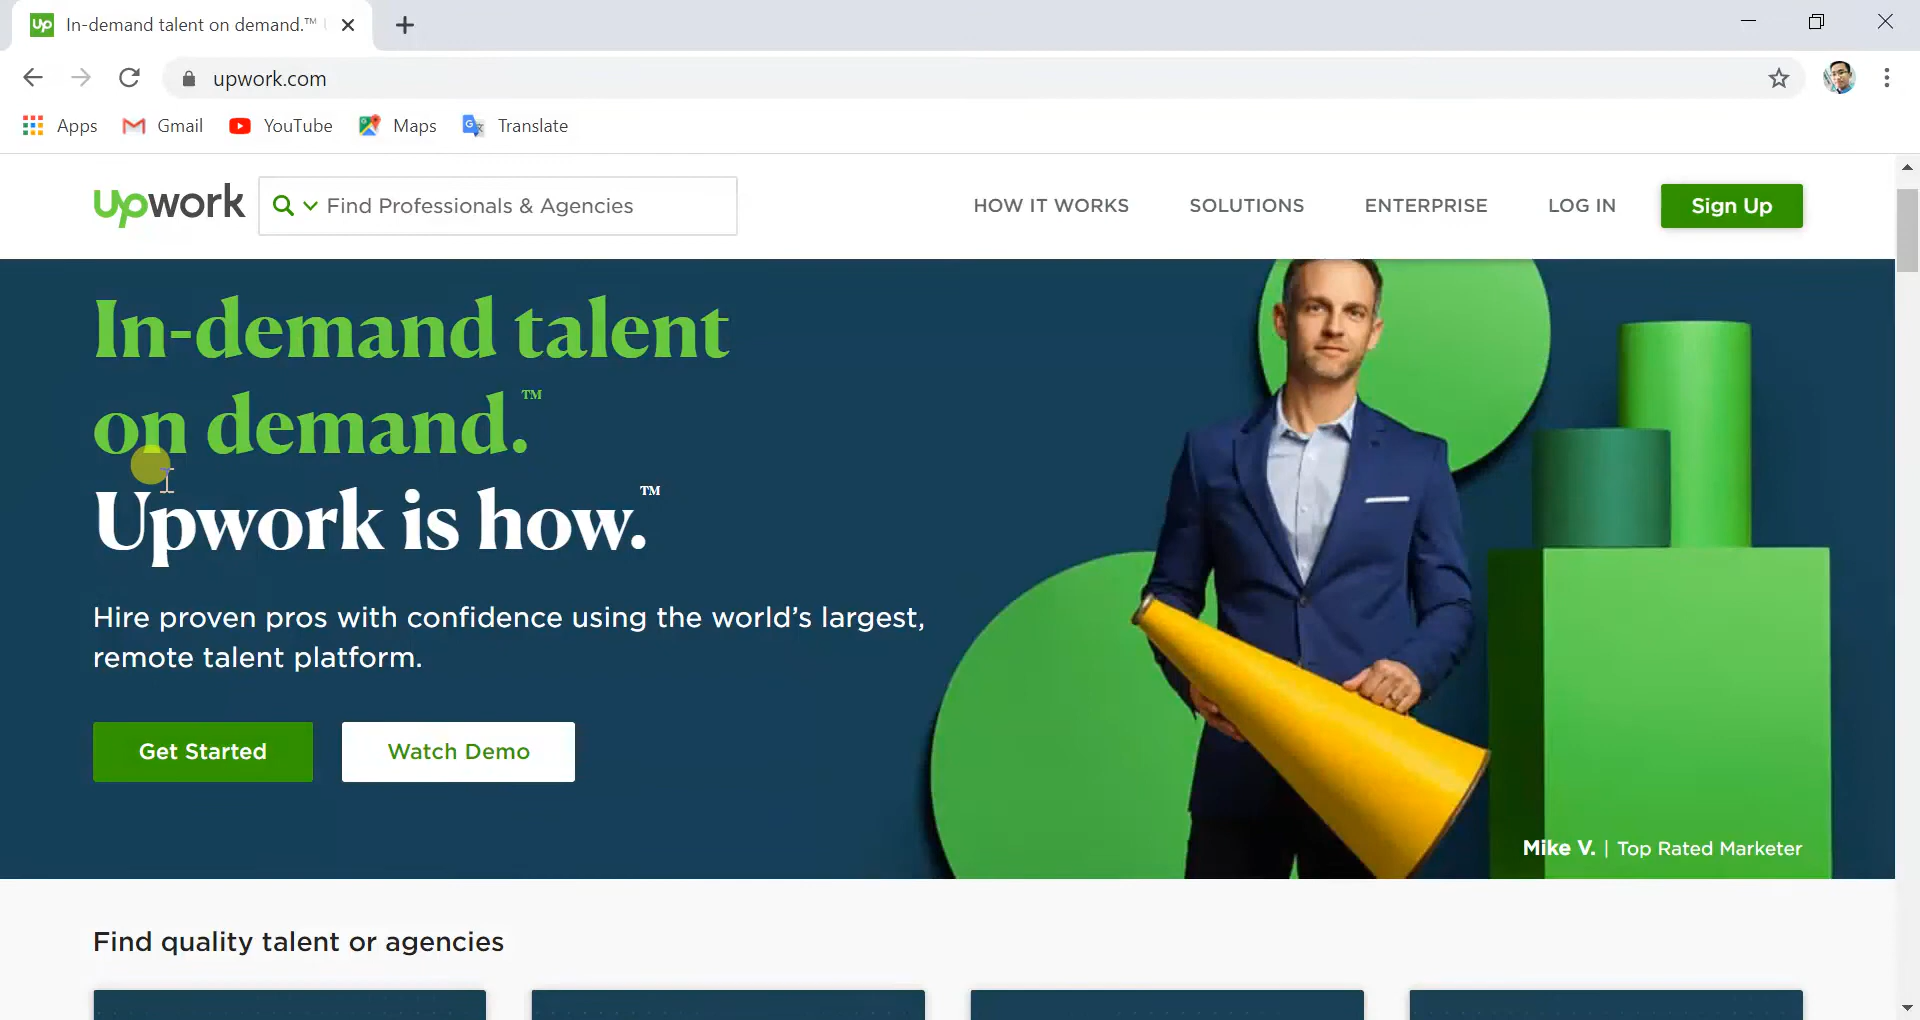 Up In-demand talent on demand.™
upwork.com
Apps Gmail YouTube Maps Translate
Upwork Find Professionals & Agencies HOW IT WORKS SOLUTIONS ENTERPRISE LOG IN Sign Up
In-demand talent
on demand.™
Upwork is how.™
Hire proven pros with confidence using the world's largest,
remote talent platform.
Get Started Watch Demo
Mike V. | Top Rated Marketer
Find quality talent or agencies